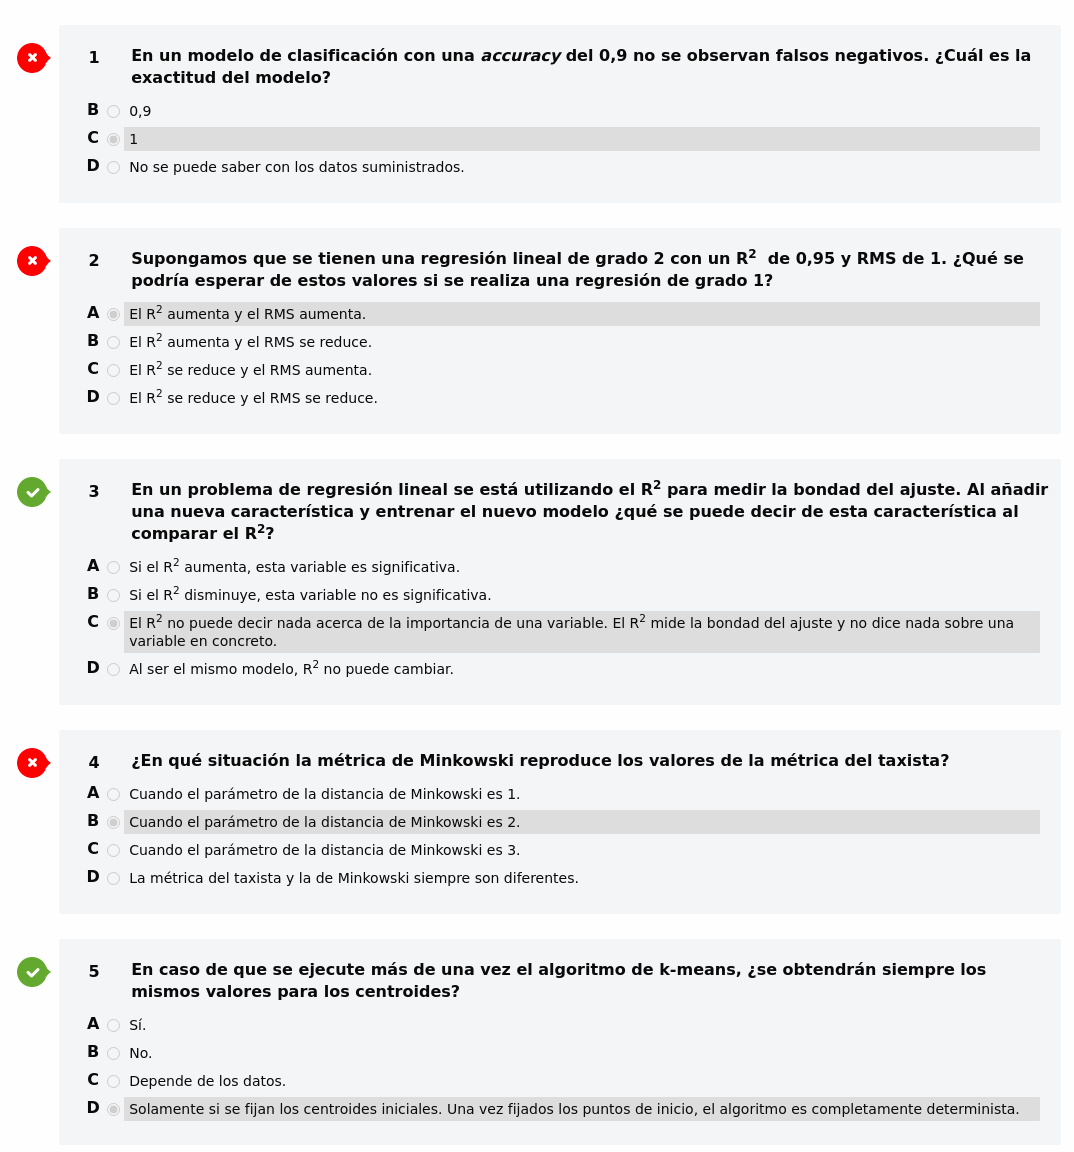 1 En un modelo de clasificación con una accuracy del 0,9 no se observan falsos negativos. ¿Cuál es la
exactitud del modelo?
B 0,9
C 1
D No se puede saber con los datos suministrados.
2 Supongamos que se tienen una regresión lineal de grado 2 con un R² de 0,95 y RMS de 1. ¿Qué se
podría esperar de estos valores si se realiza una regresión de grado 1?
A El R² aumenta y el RMS aumenta.
B El R² aumenta y el RMS se reduce.
C El R² se reduce y el RMS aumenta.
D El R² se reduce y el RMS se reduce.
3 En un problema de regresión lineal se está utilizando el R² para medir la bondad del ajuste. Al añadir
una nueva característica y entrenar el nuevo modelo ¿qué se puede decir de esta característica al
comparar el R²?
A Si el R² aumenta, esta variable es significativa.
B Si el R² disminuye, esta variable no es significativa.
C El R² no puede decir nada acerca de la importancia de una variable. El R² mide la bondad del ajuste y no dice nada sobre una
variable en concreto.
D Al ser el mismo modelo, R² no puede cambiar.
4 ¿En qué situación la métrica de Minkowski reproduce los valores de la métrica del taxista?
A Cuando el parámetro de la distancia de Minkowski es 1.
B Cuando el parámetro de la distancia de Minkowski es 2.
C Cuando el parámetro de la distancia de Minkowski es 3.
D La métrica del taxista y la de Minkowski siempre son diferentes.
5 En caso de que se ejecute más de una vez el algoritmo de k-means, ¿se obtendrán siempre los
mismos valores para los centroides?
A Sí.
B No.
C Depende de los datos.
D Solamente si se fijan los centroides iniciales. Una vez fijados los puntos de inicio, el algoritmo es completamente determinista.